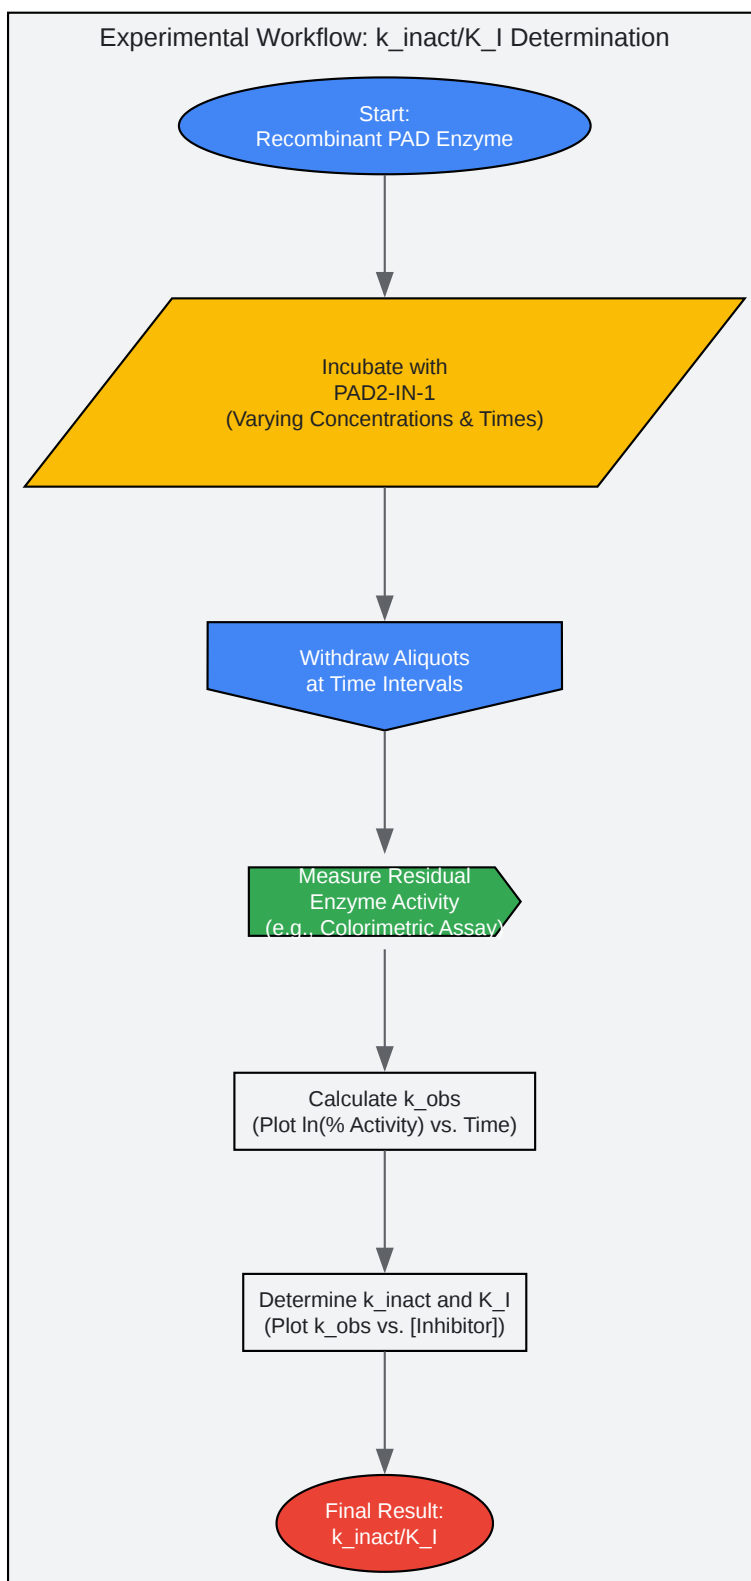 Experimental Workflow: k_inact/K_I Determination
Start:
Recombinant PAD Enzyme
Incubate with
PAD2-IN-1
(Varying Concentrations & Times)
Withdraw Aliquots
at Time Intervals
Measure Residual
Enzyme Activity
(e.g., Colorimetric Assay)
Calculate k_obs
(Plot ln(% Activity) vs. Time)
Determine k_inact and K_I
(Plot k_obs vs. [Inhibitor])
Final Result:
k_inact/K_I